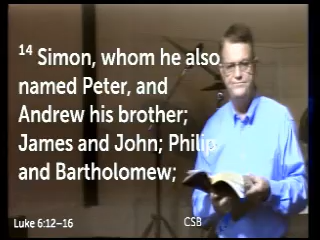 14 Simon, whom he also
named Peter, and
Andrew his brother;
James and John; Philip
and Bartholomew;
Luke 6:12–16
CSB